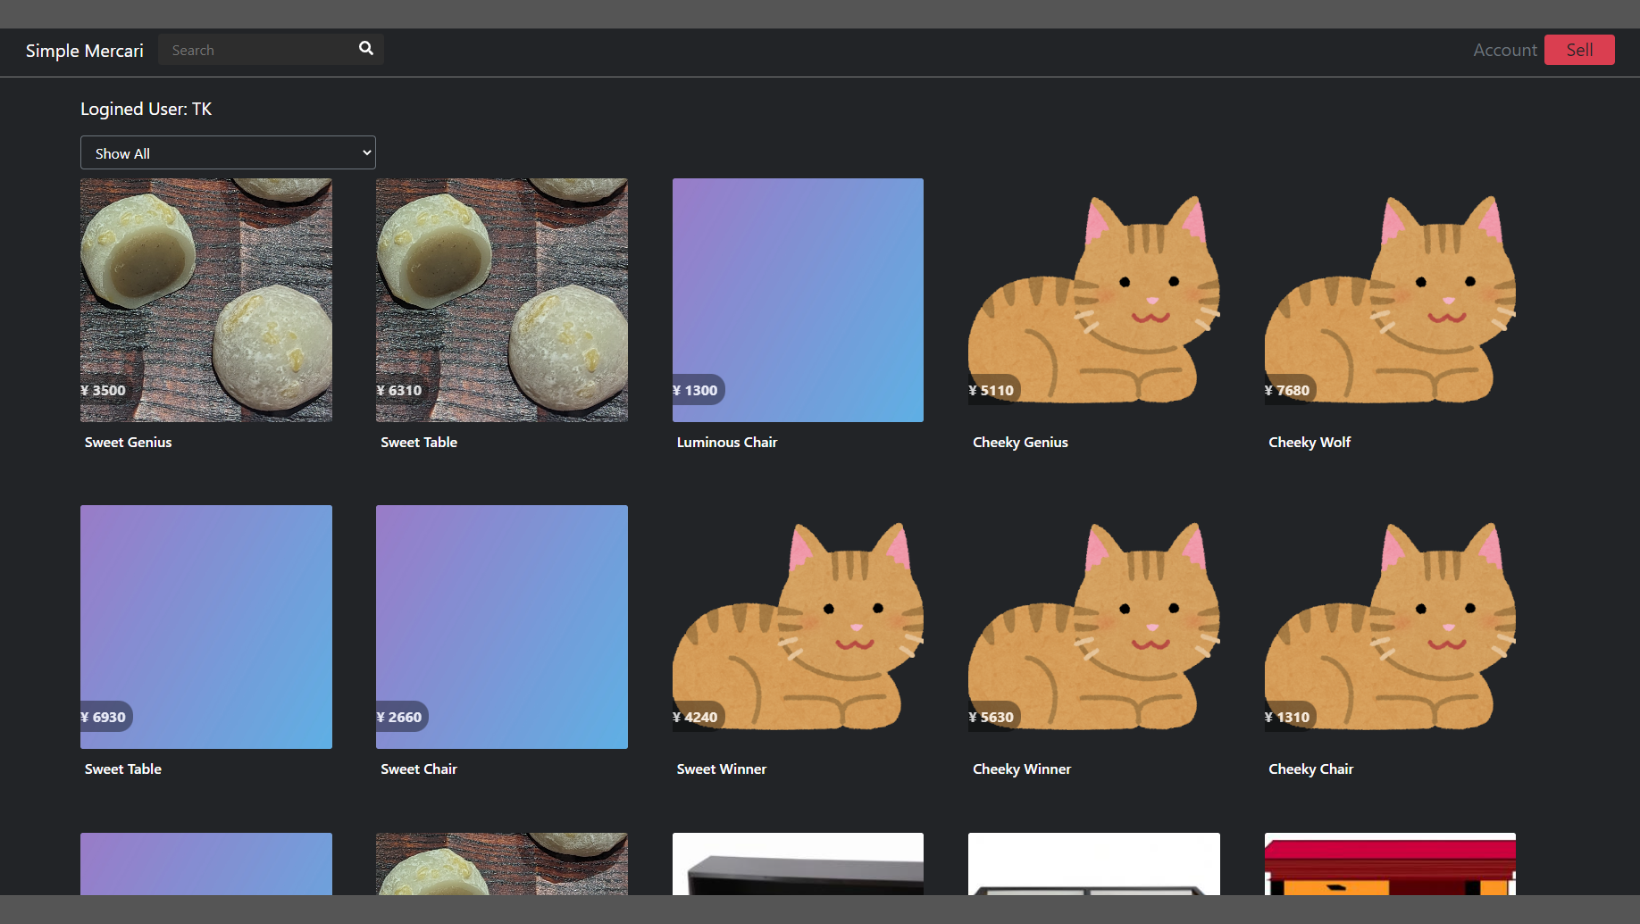 Simple Mercari
Search
Account
Sell
Logined User: TK
Show All
¥ 3500
¥ 6310
¥ 1300
¥ 5110
¥ 7680
Sweet Genius
Sweet Table
Luminous Chair
Cheeky Genius
Cheeky Wolf
¥ 6930
¥ 2660
¥ 4240
¥ 5630
¥ 1310
Sweet Table
Sweet Chair
Sweet Winner
Cheeky Winner
Cheeky Chair